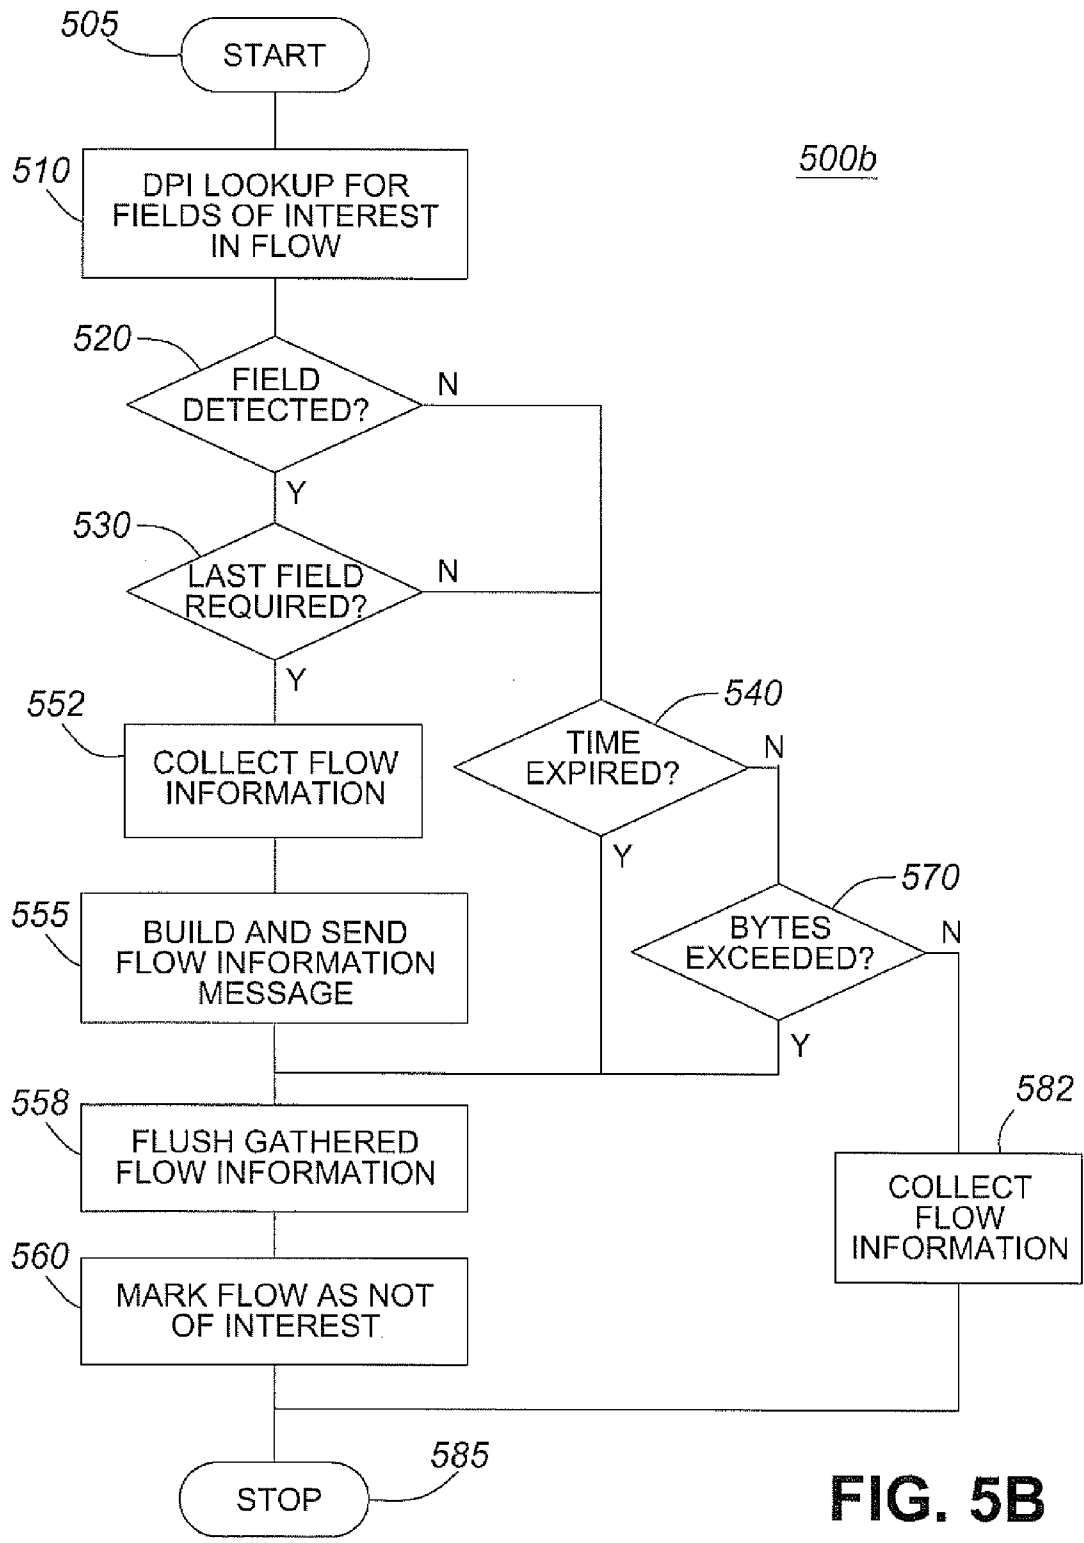 505
START
500b
510
DPI LOOKUP FOR
FIELDS OF INTEREST
IN FLOW
520
FIELD
DETECTED?
N
Y
530
LAST FIELD
REQUIRED?
N
Y
552
COLLECT FLOW
INFORMATION
540
TIME
EXPIRED?
N
Y
555
BUILD AND SEND
FLOW INFORMATION
MESSAGE
570
BYTES
EXCEEDED?
N
Y
558
FLUSH GATHERED
FLOW INFORMATION
582
COLLECT
FLOW
INFORMATION
560
MARK FLOW AS NOT
OF INTEREST
585
STOP
FIG. 5B